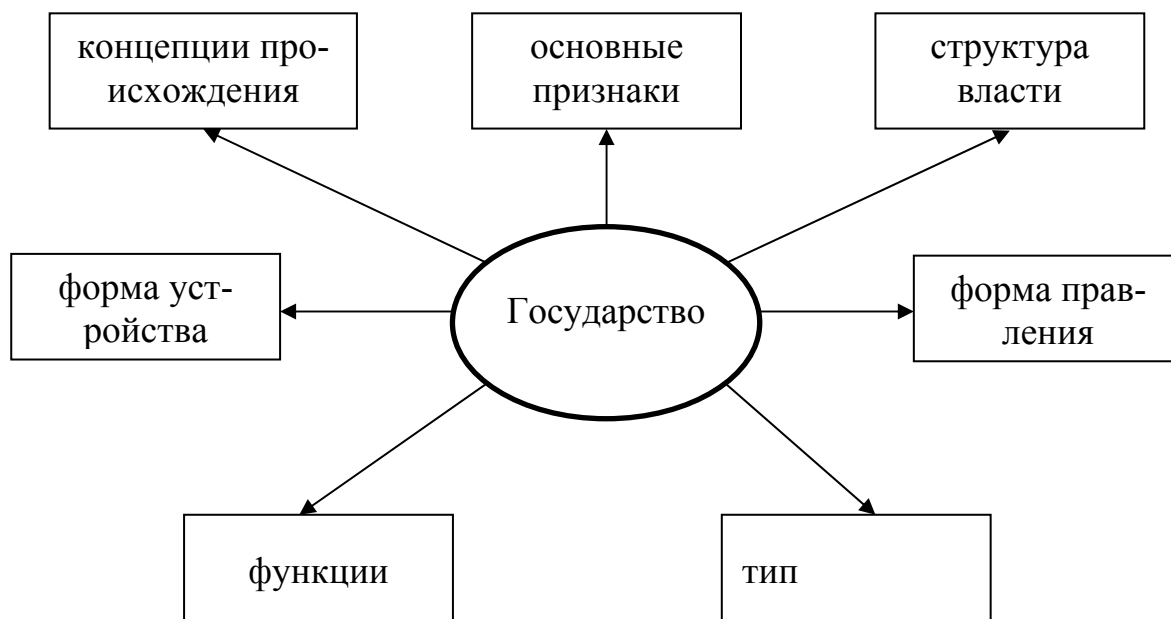 концепции про-
исхождения
основные
признаки
структура
власти
форма уст-
ройства
Государство
форма прав-
ления
функции
тип